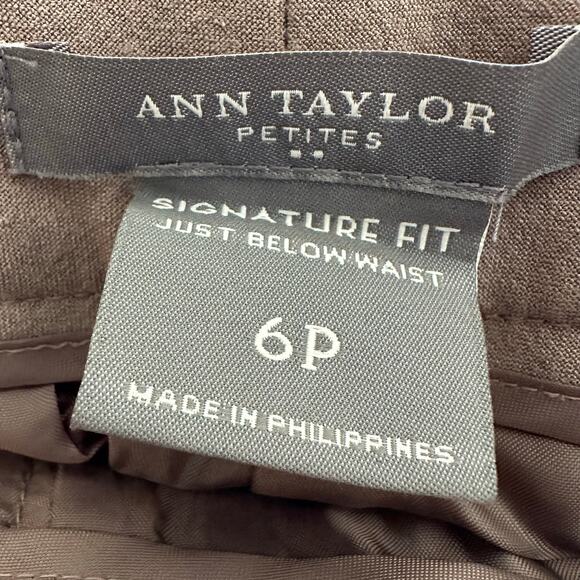 ANN TAYLOR
PETITES
SIGNATURE FIT
JUST BELOW WAIST
6P
MADE IN PHILIPPINES